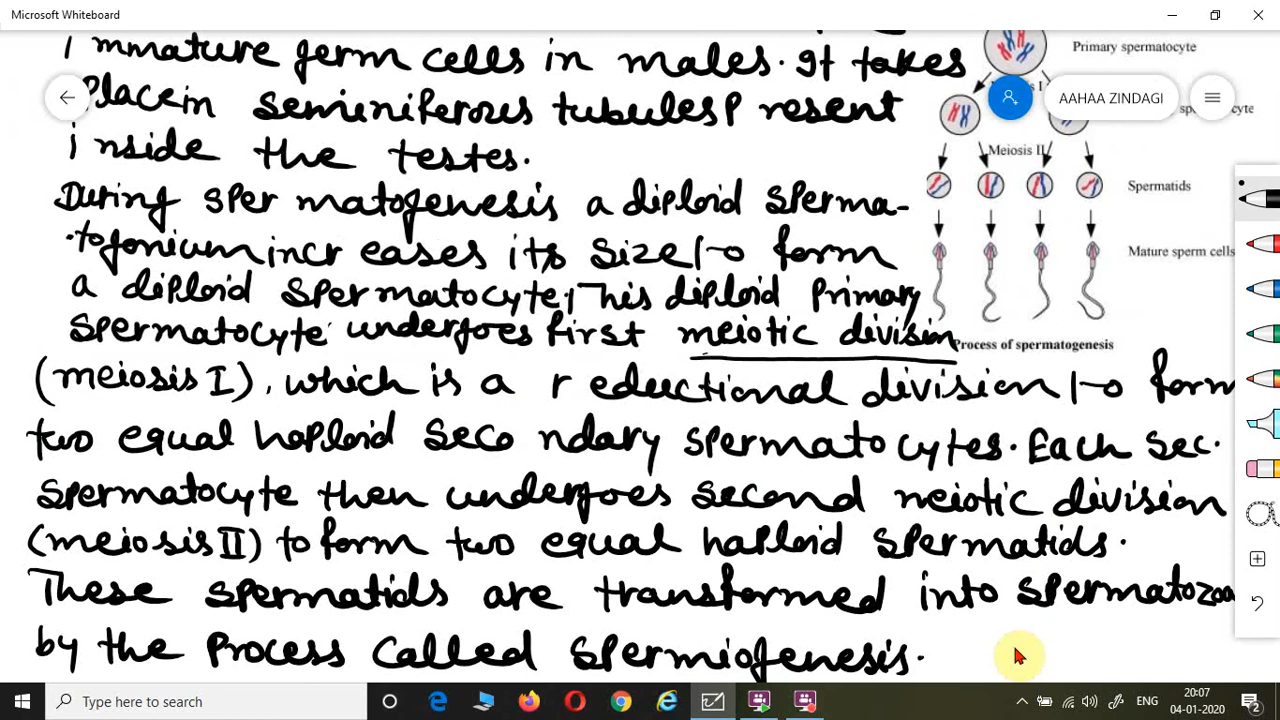 Microsoft Whiteboard
immature germ cells in males. It takes
Place in Seminiferous tubules Present
inside the testes.
During spermatogenesis a diploid sperma-
togonium increases its size to form
a diploid spermatocyte, This diploid Primary
spermatocyte undergoes first meiotic division
(meiosis I), which is a reductional division to form
two equal haploid secondary spermatocytes. Each sec.
spermatocyte then undergoes second meiotic division
(meiosis II) to form two equal haploid spermatids.
These spermatids are transformed into spermatozoa
by the Process called Spermiogenesis.
Primary spermatocyte
AAHAA ZINDAGI
Meiosis II
Spermatids
Mature sperm cells
Process of spermatogenesis
Type here to search
ENG
20:07
04-01-2020
2